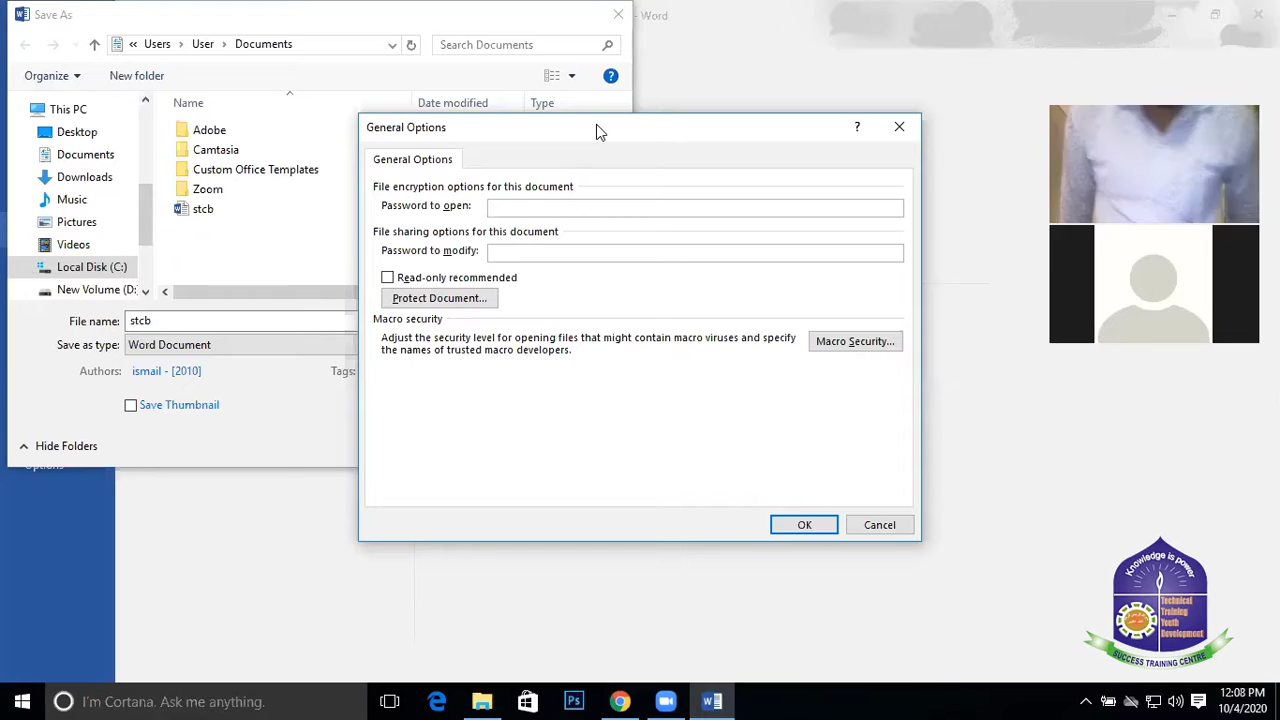 Save As
- Word
« Users › User › Documents
Search Documents
Organize
New folder
Name
Date modified
Type
This PC
Desktop
Documents
Downloads
Music
Pictures
Videos
Local Disk (C:)
New Volume (D:
Adobe
Camtasia
Custom Office Templates
Zoom
stcb
File name: stcb
Save as type: Word Document
Authors: ismail - [2010]
Tags:
Save Thumbnail
Hide Folders
Options
General Options
General Options
File encryption options for this document
Password to open:
File sharing options for this document
Password to modify:
Read-only recommended
Protect Document...
Macro security
Adjust the security level for opening files that might contain macro viruses and specify
the names of trusted macro developers.
Macro Security...
OK
Cancel
Knowledge is power
Technical
Training
Youth
Development
SUCCESS TRAINING CENTRE
I'm Cortana. Ask me anything.
Ps
12:08 PM
10/4/2020